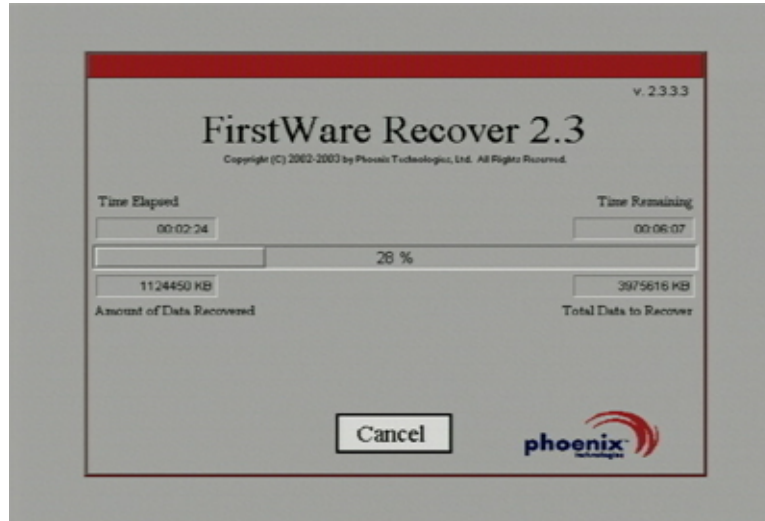 v. 2.3.3.3
FirstWare Recover 2.3
Copyright (C) 2002-2003 by Phoenix Technologies, Ltd. All Rights Reserved.
Time Elapsed
Time Remaining
00:02:24
00:06:07
28 %
1124450 KB
3975616 KB
Amount of Data Recovered
Total Data to Recover
Cancel
phoenix
technologies